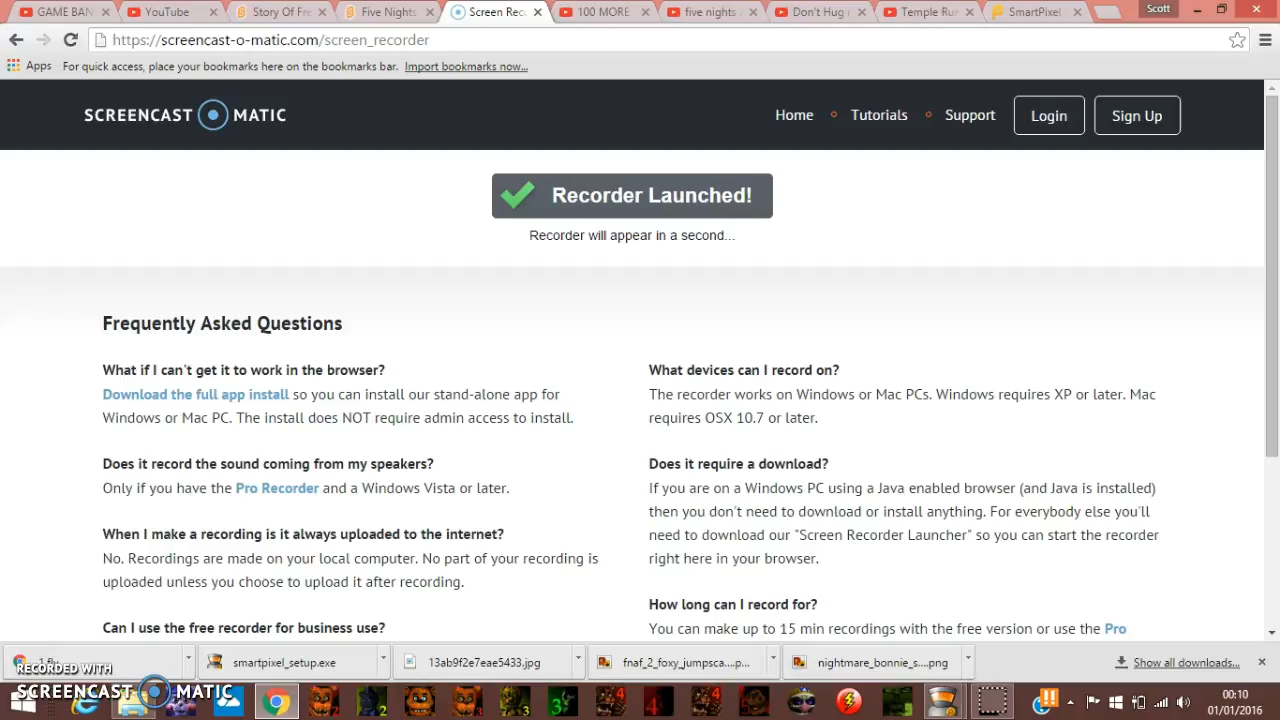 GAME BAN
YouTube
Story Of Fre
Five Nights
Screen Rec
100 MORE
five nights
Don't Hug
Temple Run
SmartPixel
Scott
https://screencast-o-matic.com/screen_recorder
Apps
For quick access, place your bookmarks here on the bookmarks bar. Import bookmarks now...
SCREENCAST MATIC
Home
Tutorials
Support
Login
Sign Up
Recorder Launched!
Recorder will appear in a second...
Frequently Asked Questions
What if I can't get it to work in the browser?
Download the full app install so you can install our stand-alone app for
Windows or Mac PC. The install does NOT require admin access to install.
Does it record the sound coming from my speakers?
Only if you have the Pro Recorder and a Windows Vista or later.
When I make a recording is it always uploaded to the internet?
No. Recordings are made on your local computer. No part of your recording is
uploaded unless you choose to upload it after recording.
Can I use the free recorder for business use?
What devices can I record on?
The recorder works on Windows or Mac PCs. Windows requires XP or later. Mac
requires OSX 10.7 or later.
Does it require a download?
If you are on a Windows PC using a Java enabled browser (and Java is installed)
then you don't need to download or install anything. For everybody else you'll
need to download our "Screen Recorder Launcher" so you can start the recorder
right here in your browser.
How long can I record for?
You can make up to 15 min recordings with the free version or use the Pro
smartpixel_setup.exe
13ab9f2e7eae5433.jpg
fnaf_2_foxy_jumpsca....p...
nightmare_bonnie_s....png
Show all downloads...
RECORDED WITH
SCREENCAST MATIC
2
3
3
4
4
4
00:10
01/01/2016